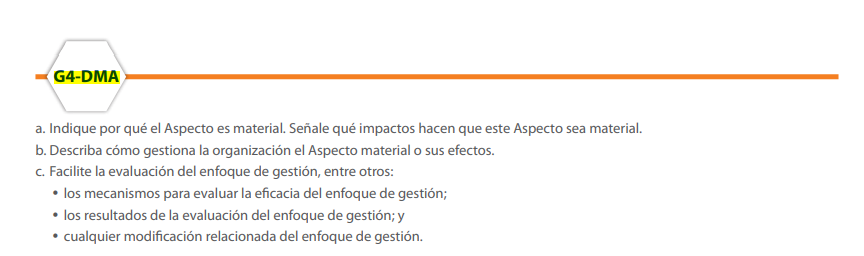 G4-DMA
a. Indique por qué el Aspecto es material. Señale qué impactos hacen que este Aspecto sea material.
b. Describa cómo gestiona la organización el Aspecto material o sus efectos.
c. Facilite la evaluación del enfoque de gestión, entre otros:
• los mecanismos para evaluar la eficacia del enfoque de gestión;
• los resultados de la evaluación del enfoque de gestión; y
• cualquier modificación relacionada del enfoque de gestión.